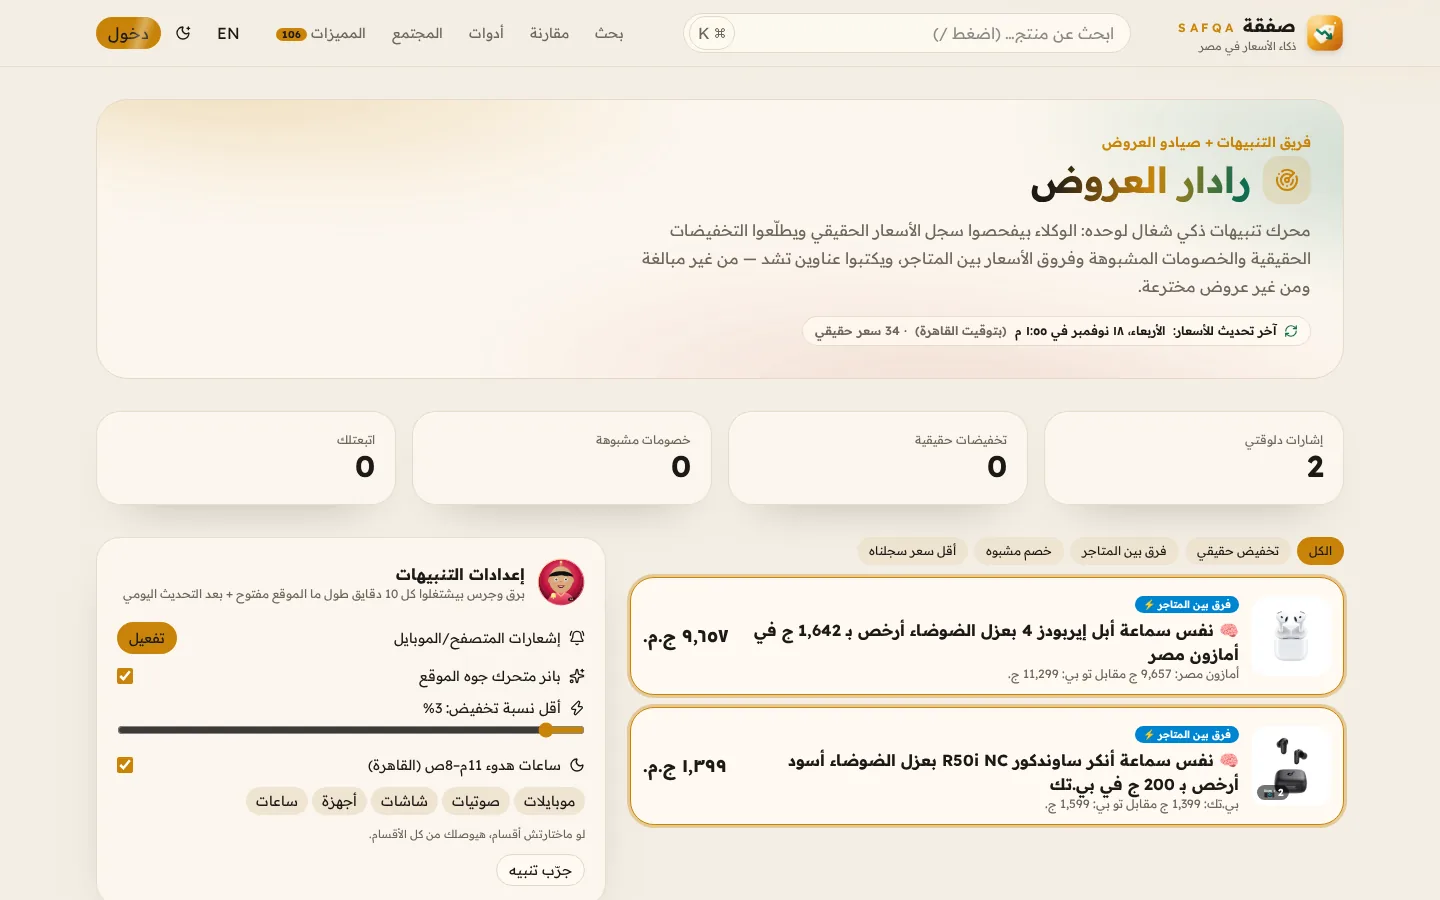 صفقة SAFQA
ذكاء الأسعار في مصر
ابحث عن منتج... (اضغط /)
⌘ K
بحث
مقارنة
أدوات
المجتمع
المميزات 106
EN
دخول
فريق التنبيهات + صيادو العروض
رادار العروض
محرك تنبيهات ذكي شغال لوحده: الوكلاء بيفحصوا سجل الأسعار الحقيقي ويطلّعوا التخفيضات
الحقيقية والخصومات المشبوهة وفروق الأسعار بين المتاجر، ويكتبوا عناوين تشد — من غير مبالغة
ومن غير عروض مخترعة.
آخر تحديث للأسعار: الأربعاء، ١٨ نوفمبر في ١:٥٥ م (بتوقيت القاهرة) · 34 سعر حقيقي
إشارات دلوقتي
2
تخفيضات حقيقية
0
خصومات مشبوهة
0
اتبعتلك
0
الكل
تخفيض حقيقي
فرق بين المتاجر
خصم مشبوه
أقل سعر سجلناه
فرق بين المتاجر ⚡
🧠 نفس سماعة أبل إيربودز 4 بعزل الضوضاء أرخص بـ 1,642 ج في
أمازون مصر
أمازون مصر: 9,657 ج مقابل تو بي: 11,299 ج.
٩,٦٥٧ ج.م.
فرق بين المتاجر ⚡
🧠 نفس سماعة أنكر ساوندكور R50i NC بعزل الضوضاء أسود
أرخص بـ 200 ج في بي.تك
بي.تك: 1,399 ج مقابل تو بي: 1,599 ج.
١,٣٩٩ ج.م.
2
إعدادات التنبيهات
برق وجرس بيشتغلوا كل 10 دقايق طول ما الموقع مفتوح + بعد التحديث اليومي
إشعارات المتصفح/الموبايل
تفعيل
بانر متحرك جوه الموقع
أقل نسبة تخفيض: 3%
ساعات هدوء 11م–8ص (القاهرة)
موبايلات
صوتيات
شاشات
أجهزة
ساعات
لو ماختارتش أقسام، هيوصلك من كل الأقسام.
جرّب تنبيه